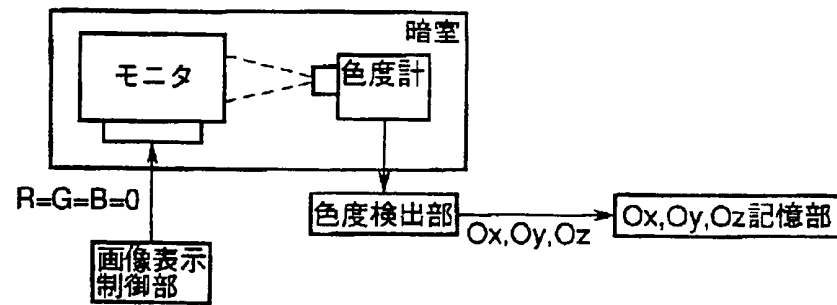 暗室
モニタ
色度計
R=G=B=0
色度検出部
Ox,Oy,Oz
Ox,Oy,Oz記憶部
画像表示
制御部